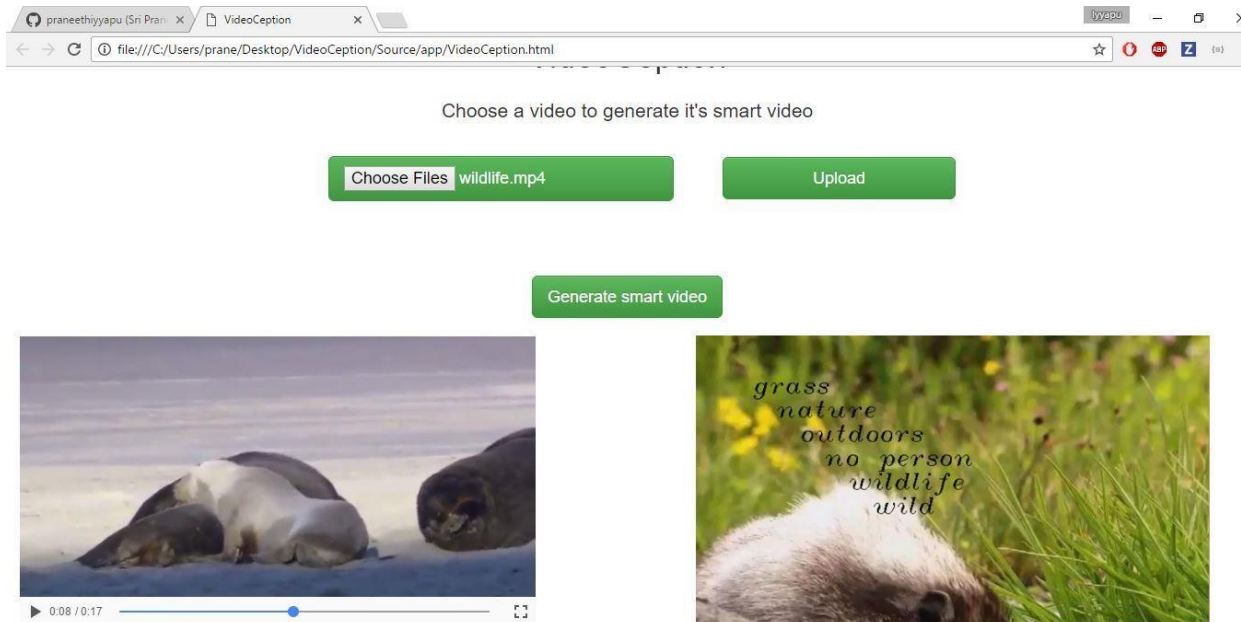 praneethiyyapu (Sri Pran
VideoCeption
Iyyapu
file:///C:/Users/prane/Desktop/VideoCeption/Source/app/VideoCeption.html
ABP
Z
Choose a video to generate it's smart video
Choose Files wildlife.mp4
Upload
Generate smart video
grass
nature
outdoors
no person
wildlife
wild
0:08 / 0:17